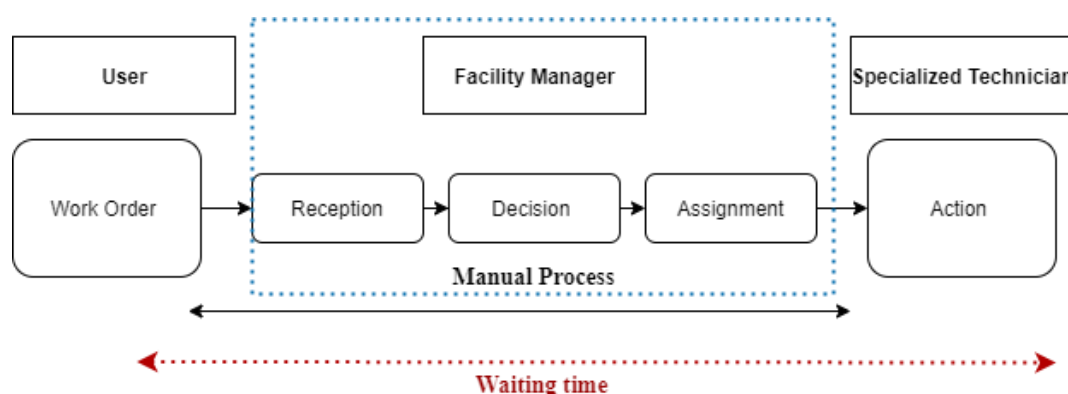 User
Facility Manager
Specialized Technician
Work Order
Reception
Decision
Assignment
Action
Manual Process
Waiting time